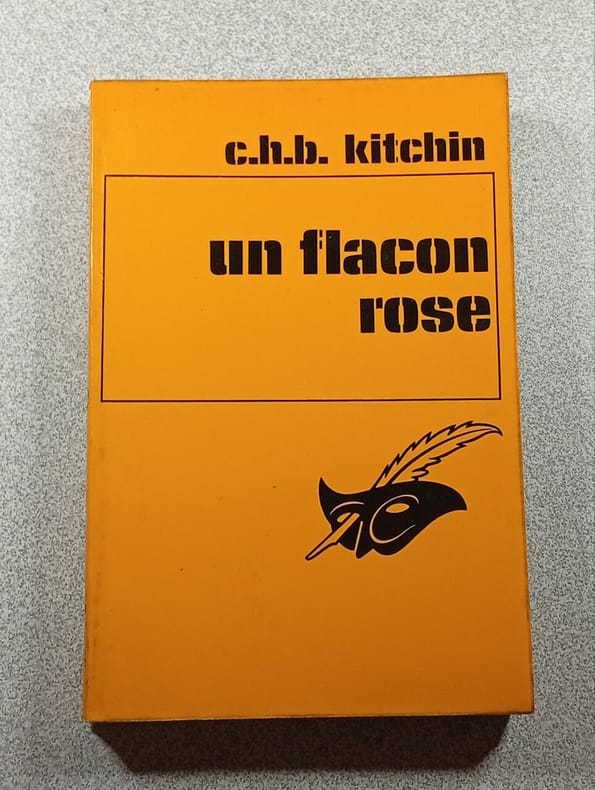 c.h.b. kitchin
un flacon
rose